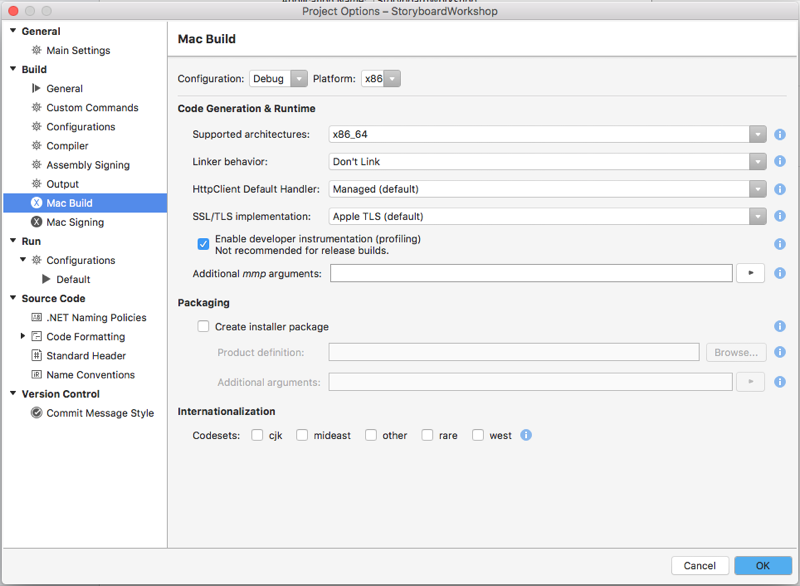 Project Options – StoryboardWorkshop
General
Main Settings
Build
General
Custom Commands
Configurations
Compiler
Assembly Signing
Output
Mac Build
Mac Signing
Run
Configurations
Default
Source Code
.NET Naming Policies
Code Formatting
Standard Header
Name Conventions
Version Control
Commit Message Style
Mac Build
Configuration: Debug Platform: x86
Code Generation & Runtime
Supported architectures: x86_64
Linker behavior: Don't Link
HttpClient Default Handler: Managed (default)
SSL/TLS implementation: Apple TLS (default)
Enable developer instrumentation (profiling)
Not recommended for release builds.
Additional mmp arguments:
Packaging
Create installer package
Product definition: Browse...
Additional arguments:
Internationalization
Codesets: cjk mideast other rare west
Cancel OK